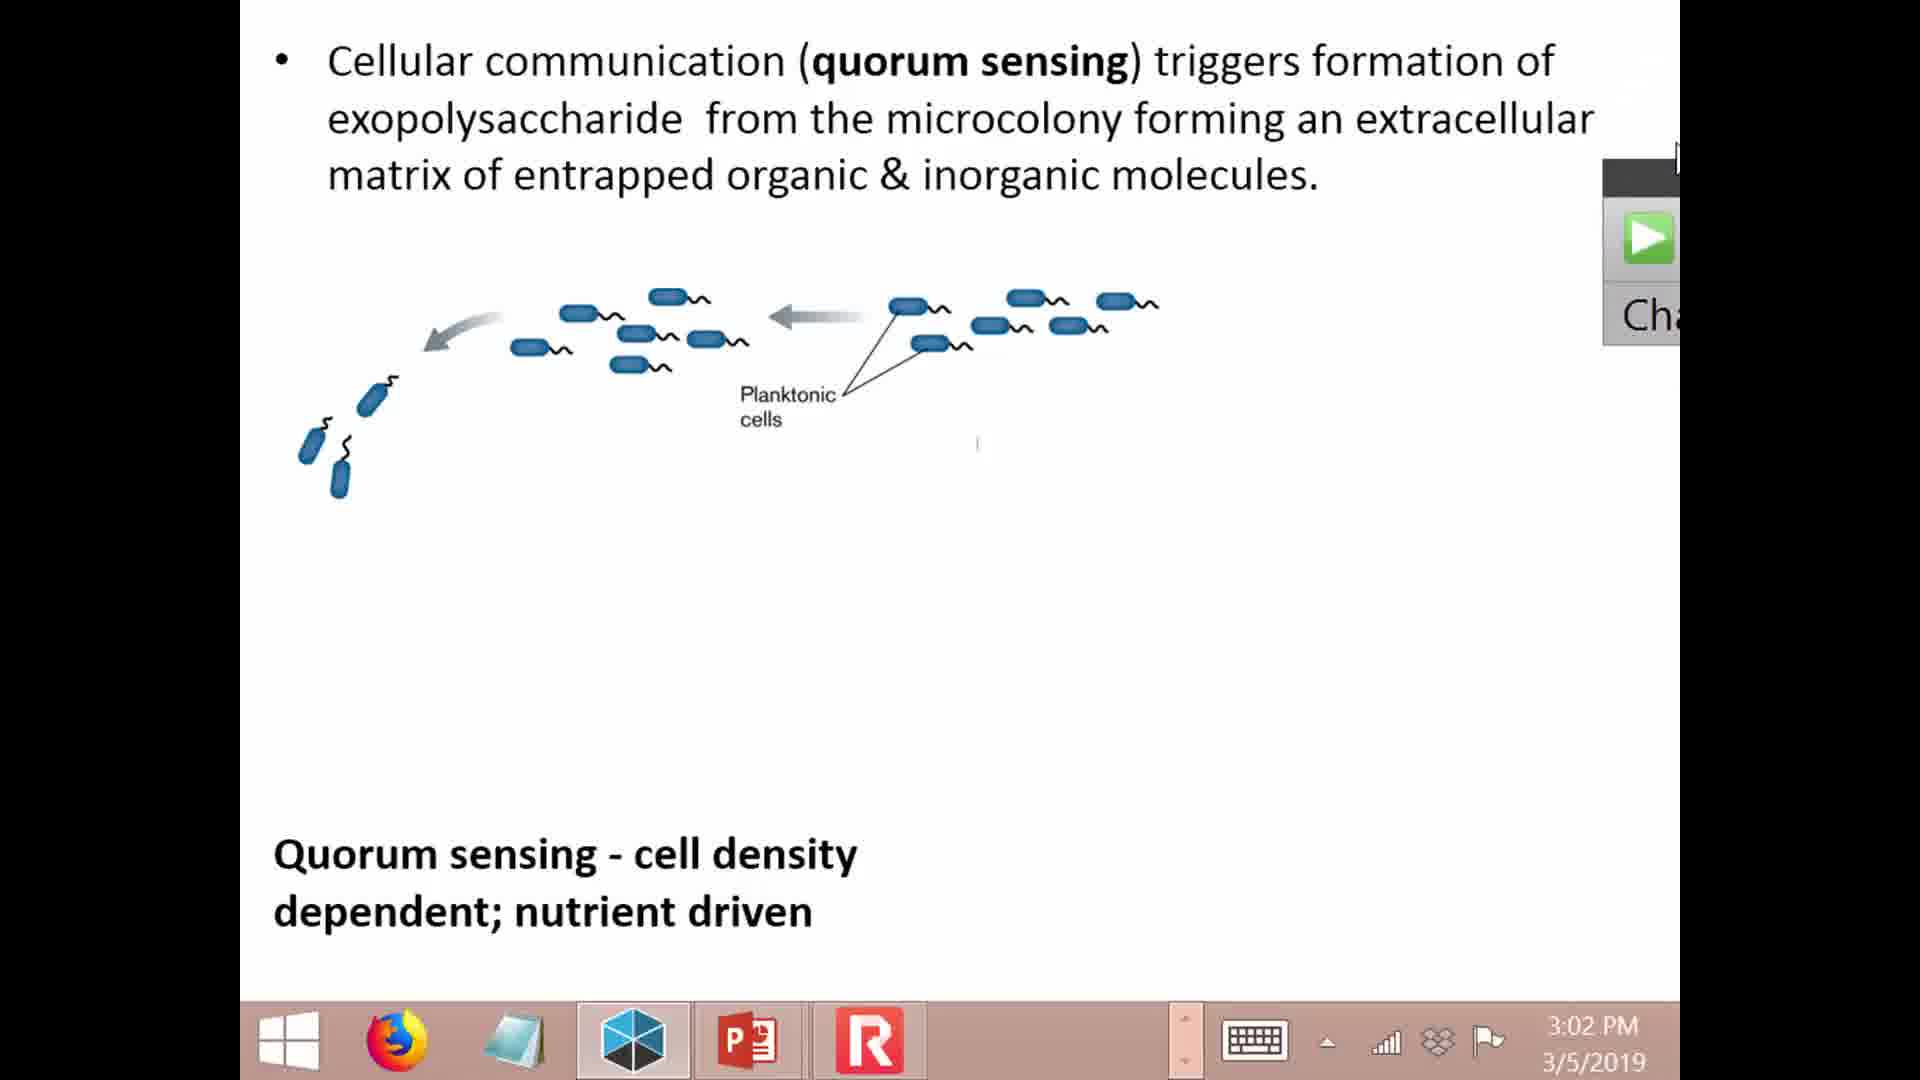 • Cellular communication (quorum sensing) triggers formation of
exopolysaccharide from the microcolony forming an extracellular
matrix of entrapped organic & inorganic molecules.
Cha
Planktonic
cells
Quorum sensing - cell density
dependent; nutrient driven
P
R
3:02 PM
3/5/2019